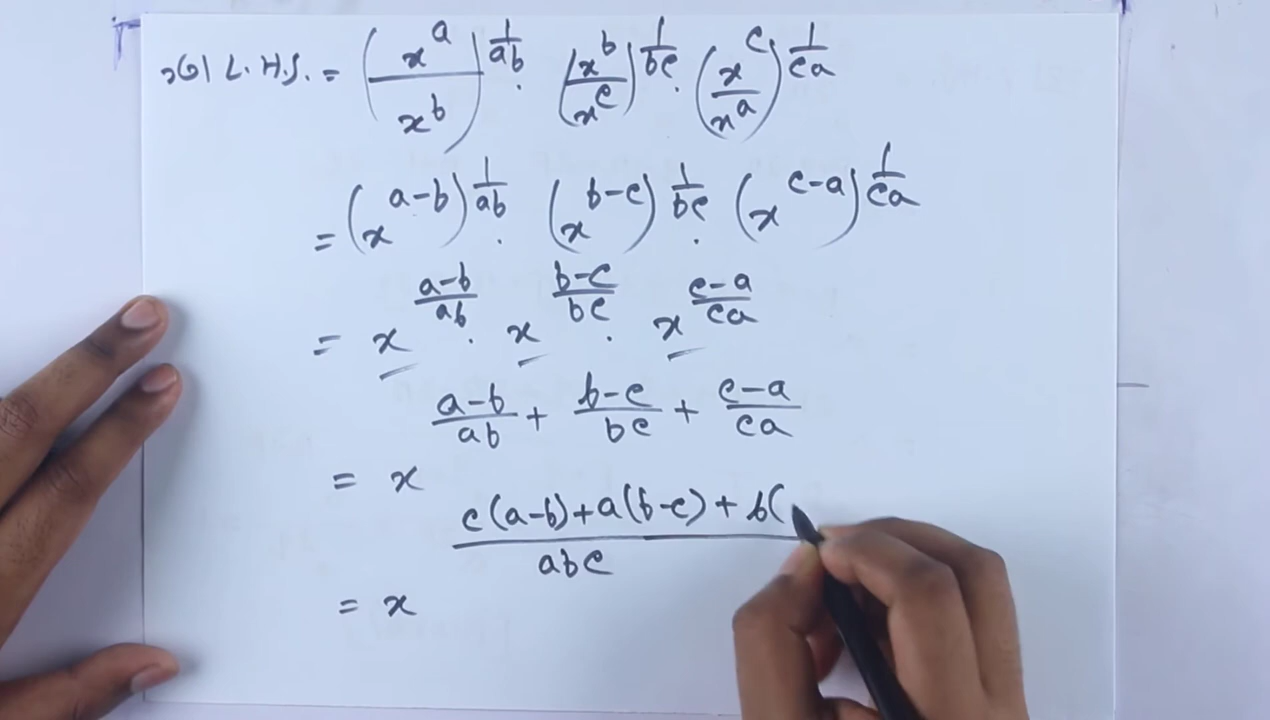 ২(গ) L.H.S. = (x^a/x^b)^(1/ab) . (x^b/x^c)^(1/bc) . (x^c/x^a)^(1/ca)
= (x^(a-b))^(1/ab) . (x^(b-c))^(1/bc) . (x^(c-a))^(1/ca)
= x^((a-b)/ab) . x^((b-c)/bc) . x^((c-a)/ca)
= x^((a-b)/ab + (b-c)/bc + (c-a)/ca)
= x^((c(a-b)+a(b-c)+b()/abc)